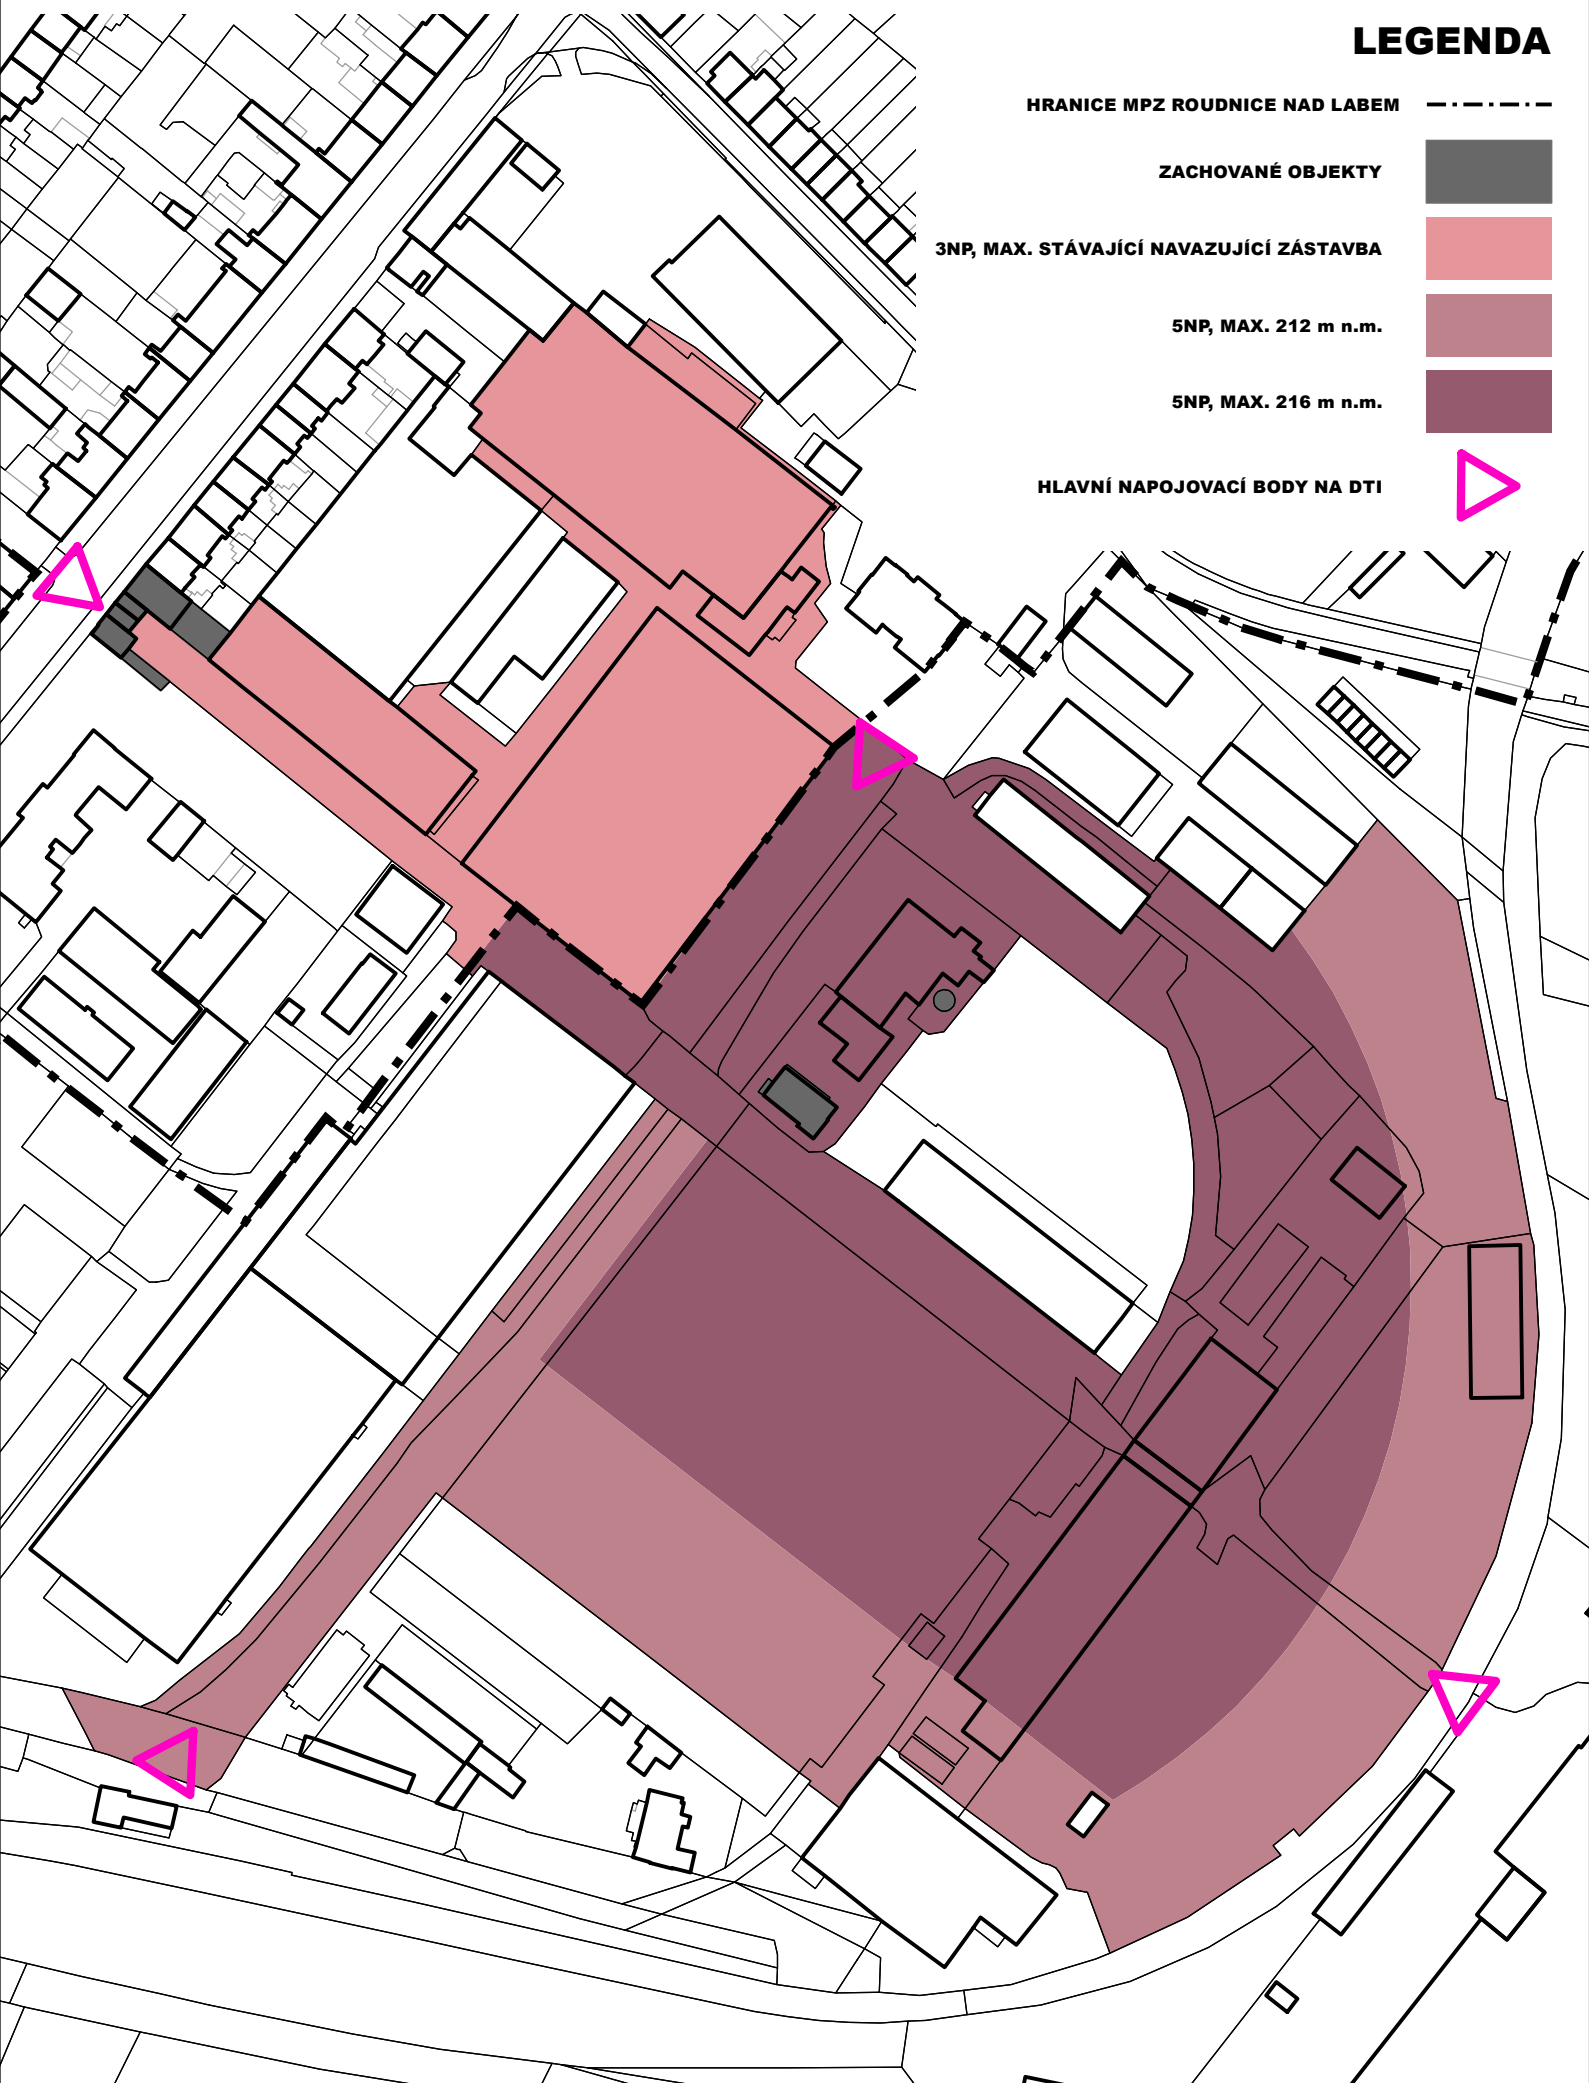 LEGENDA
HRANICE MPZ ROUDNICE NAD LABEM
ZACHOVANÉ OBJEKTY
3NP, MAX. STÁVAJÍCÍ NAVAZUJÍCÍ ZÁSTAVBA
5NP, MAX. 212 m n.m.
5NP, MAX. 216 m n.m.
HLAVNÍ NAPOJOVACÍ BODY NA DTI